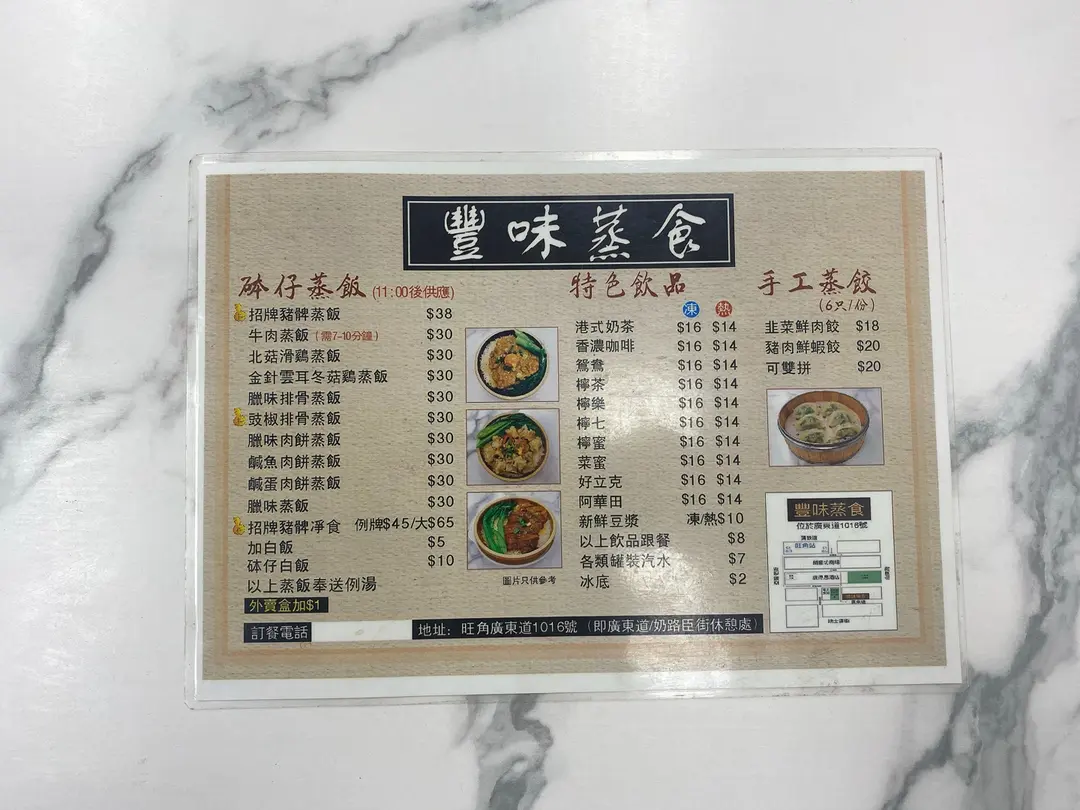 豐味蒸食
砵仔蒸飯 (11:00後供應)
招牌豬髀蒸飯 $38
牛肉蒸飯 (需7-10分鐘) $30
北菇滑鷄蒸飯 $30
金針雲耳冬菇鷄蒸飯 $30
臘味排骨蒸飯 $30
豉椒排骨蒸飯 $30
臘味肉餅蒸飯 $30
鹹魚肉餅蒸飯 $30
鹹蛋肉餅蒸飯 $30
臘味蒸飯 $30
招牌豬髀凈食 例牌$45/大$65
加白飯 $5
砵仔白飯 $10
以上蒸飯奉送例湯
外賣盒加$1
訂餐電話
圖片只供參考
特色飲品
凍 熱
港式奶茶 $16 $14
香濃咖啡 $16 $14
鴛鴦 $16 $14
檸茶 $16 $14
檸樂 $16 $14
檸七 $16 $14
檸蜜 $16 $14
菜蜜 $16 $14
好立克 $16 $14
阿華田 $16 $14
新鮮豆漿 凍/熱$10
以上飲品跟餐 $8
各類罐裝汽水 $7
冰底 $2
手工蒸餃
(6只/份)
韭菜鮮肉餃 $18
豬肉鮮蝦餃 $20
可雙拼 $20
豐味蒸食
位於廣東道1016號
旺角站
地址：旺角廣東道1016號（即廣東道/奶路臣街休憩處）